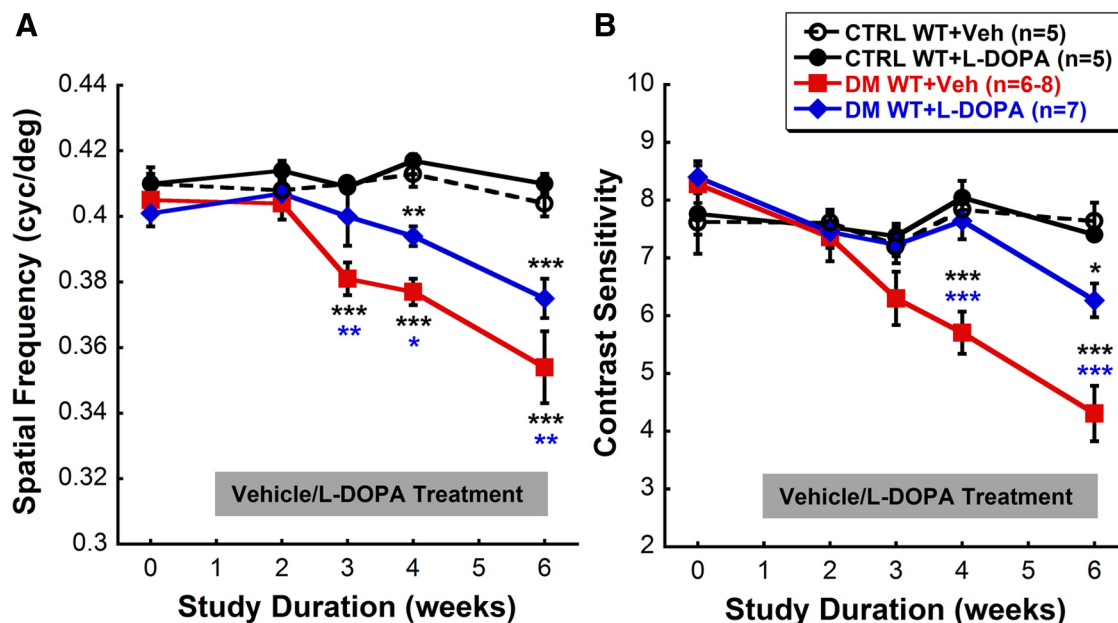 A
Spatial Frequency (cyc/deg)
0.44
0.42
0.4
0.38
0.36
0.34
0.32
0.3
**
***
***
**
***
*
***
**
Vehicle/L-DOPA Treatment
0 1 2 3 4 5 6
Study Duration (weeks)
B
CTRL WT+Veh (n=5)
CTRL WT+L-DOPA (n=5)
DM WT+Veh (n=6-8)
DM WT+L-DOPA (n=7)
Contrast Sensitivity
10
9
8
7
6
5
4
3
2
***
***
*
***
***
Vehicle/L-DOPA Treatment
0 1 2 3 4 5 6
Study Duration (weeks)